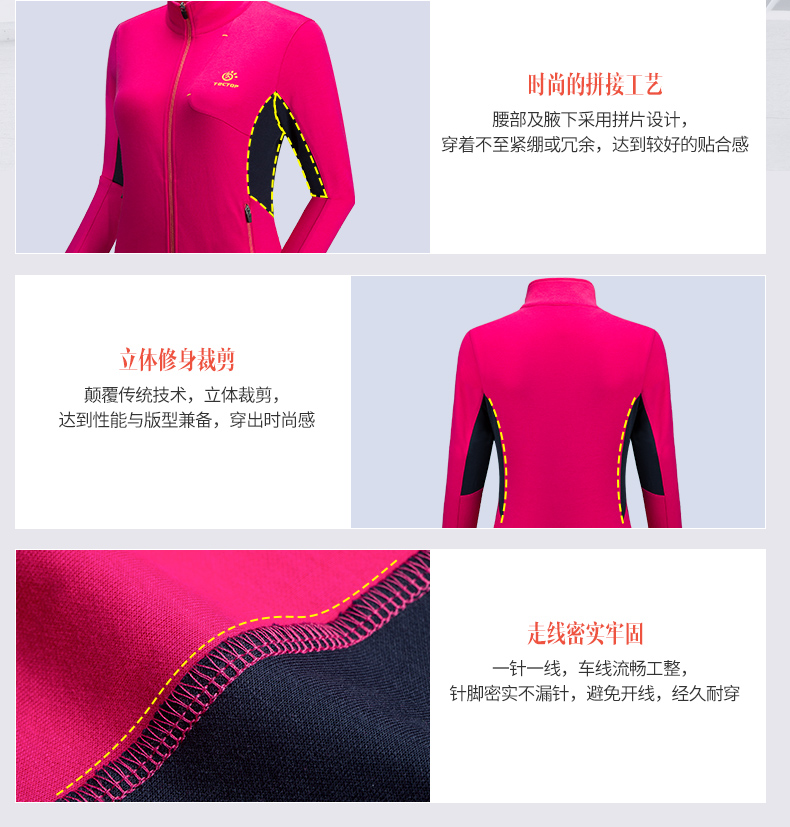 TECTOP
时尚的拼接工艺
腰部及腋下采用拼片设计，
穿着不至紧绷或冗余，达到较好的贴合感
立体修身裁剪
颠覆传统技术，立体裁剪，
达到性能与版型兼备，穿出时尚感
走线密实牢固
一针一线，车线流畅工整，
针脚密实不漏针，避免开线，经久耐穿